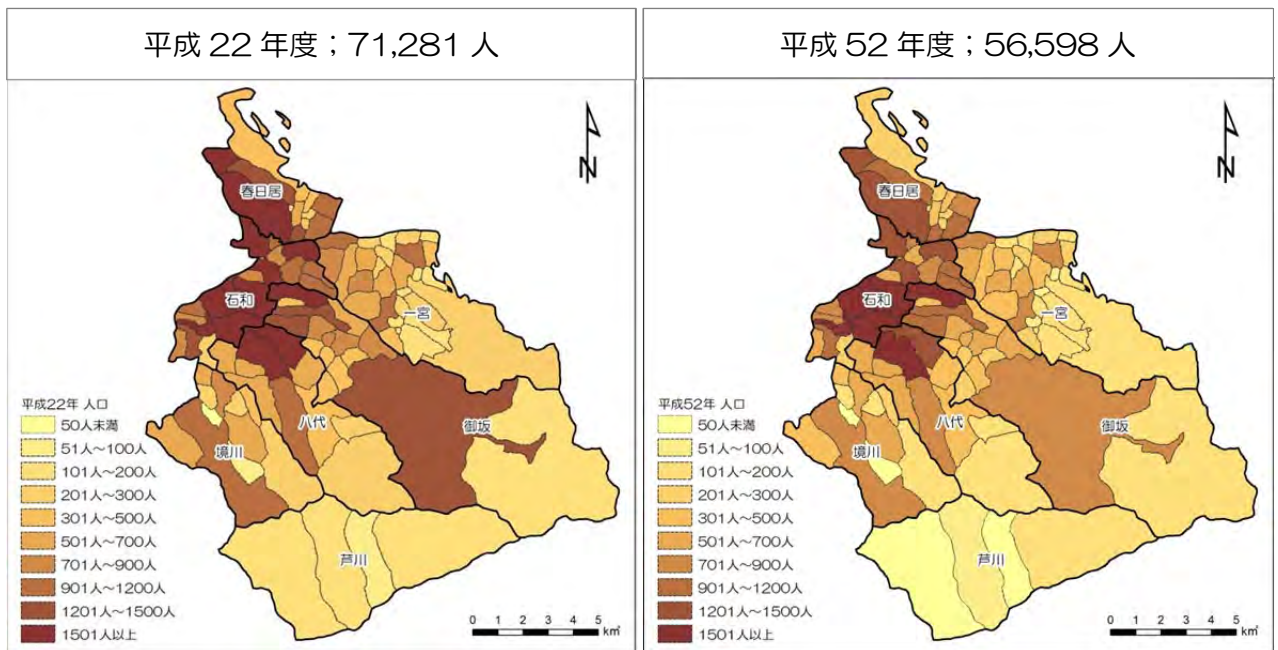 平成 22 年度；71,281 人
平成 52 年度；56,598 人
N
春日居
石和
一宮
八代
御坂
境川
芦川
平成22年 人口
50人未満
51人～100人
101人～200人
201人～300人
301人～500人
501人～700人
701人～900人
901人～1200人
1201人～1500人
1501人以上
0 1 2 3 4 5
k㎡
N
春日居
石和
一宮
八代
御坂
境川
芦川
平成52年 人口
50人未満
51人～100人
101人～200人
201人～300人
301人～500人
501人～700人
701人～900人
901人～1200人
1201人～1500人
1501人以上
0 1 2 3 4 5
k㎡